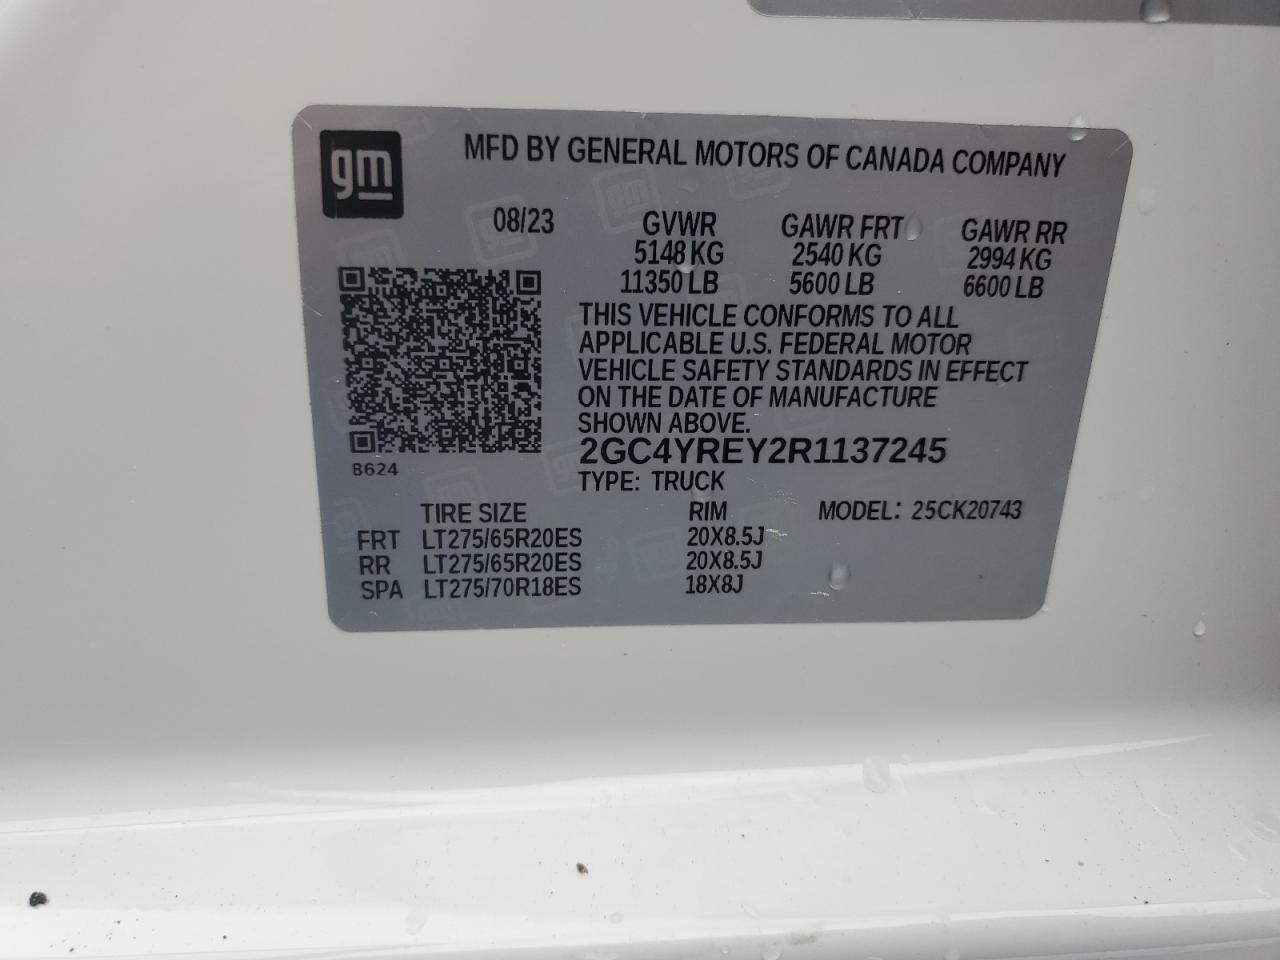 gm
MFD BY GENERAL MOTORS OF CANADA COMPANY
08/23 GVWR GAWR FRT GAWR RR
5148 KG 2540 KG 2994 KG
11350 LB 5600 LB 6600 LB
THIS VEHICLE CONFORMS TO ALL
APPLICABLE U.S. FEDERAL MOTOR
VEHICLE SAFETY STANDARDS IN EFFECT
ON THE DATE OF MANUFACTURE
SHOWN ABOVE.
2GC4YREY2R1137245
8624
TYPE: TRUCK
TIRE SIZE RIM MODEL: 25CK20743
FRT LT275/65R20ES 20X8.5J
RR LT275/65R20ES 20X8.5J
SPA LT275/70R18ES 18X8J